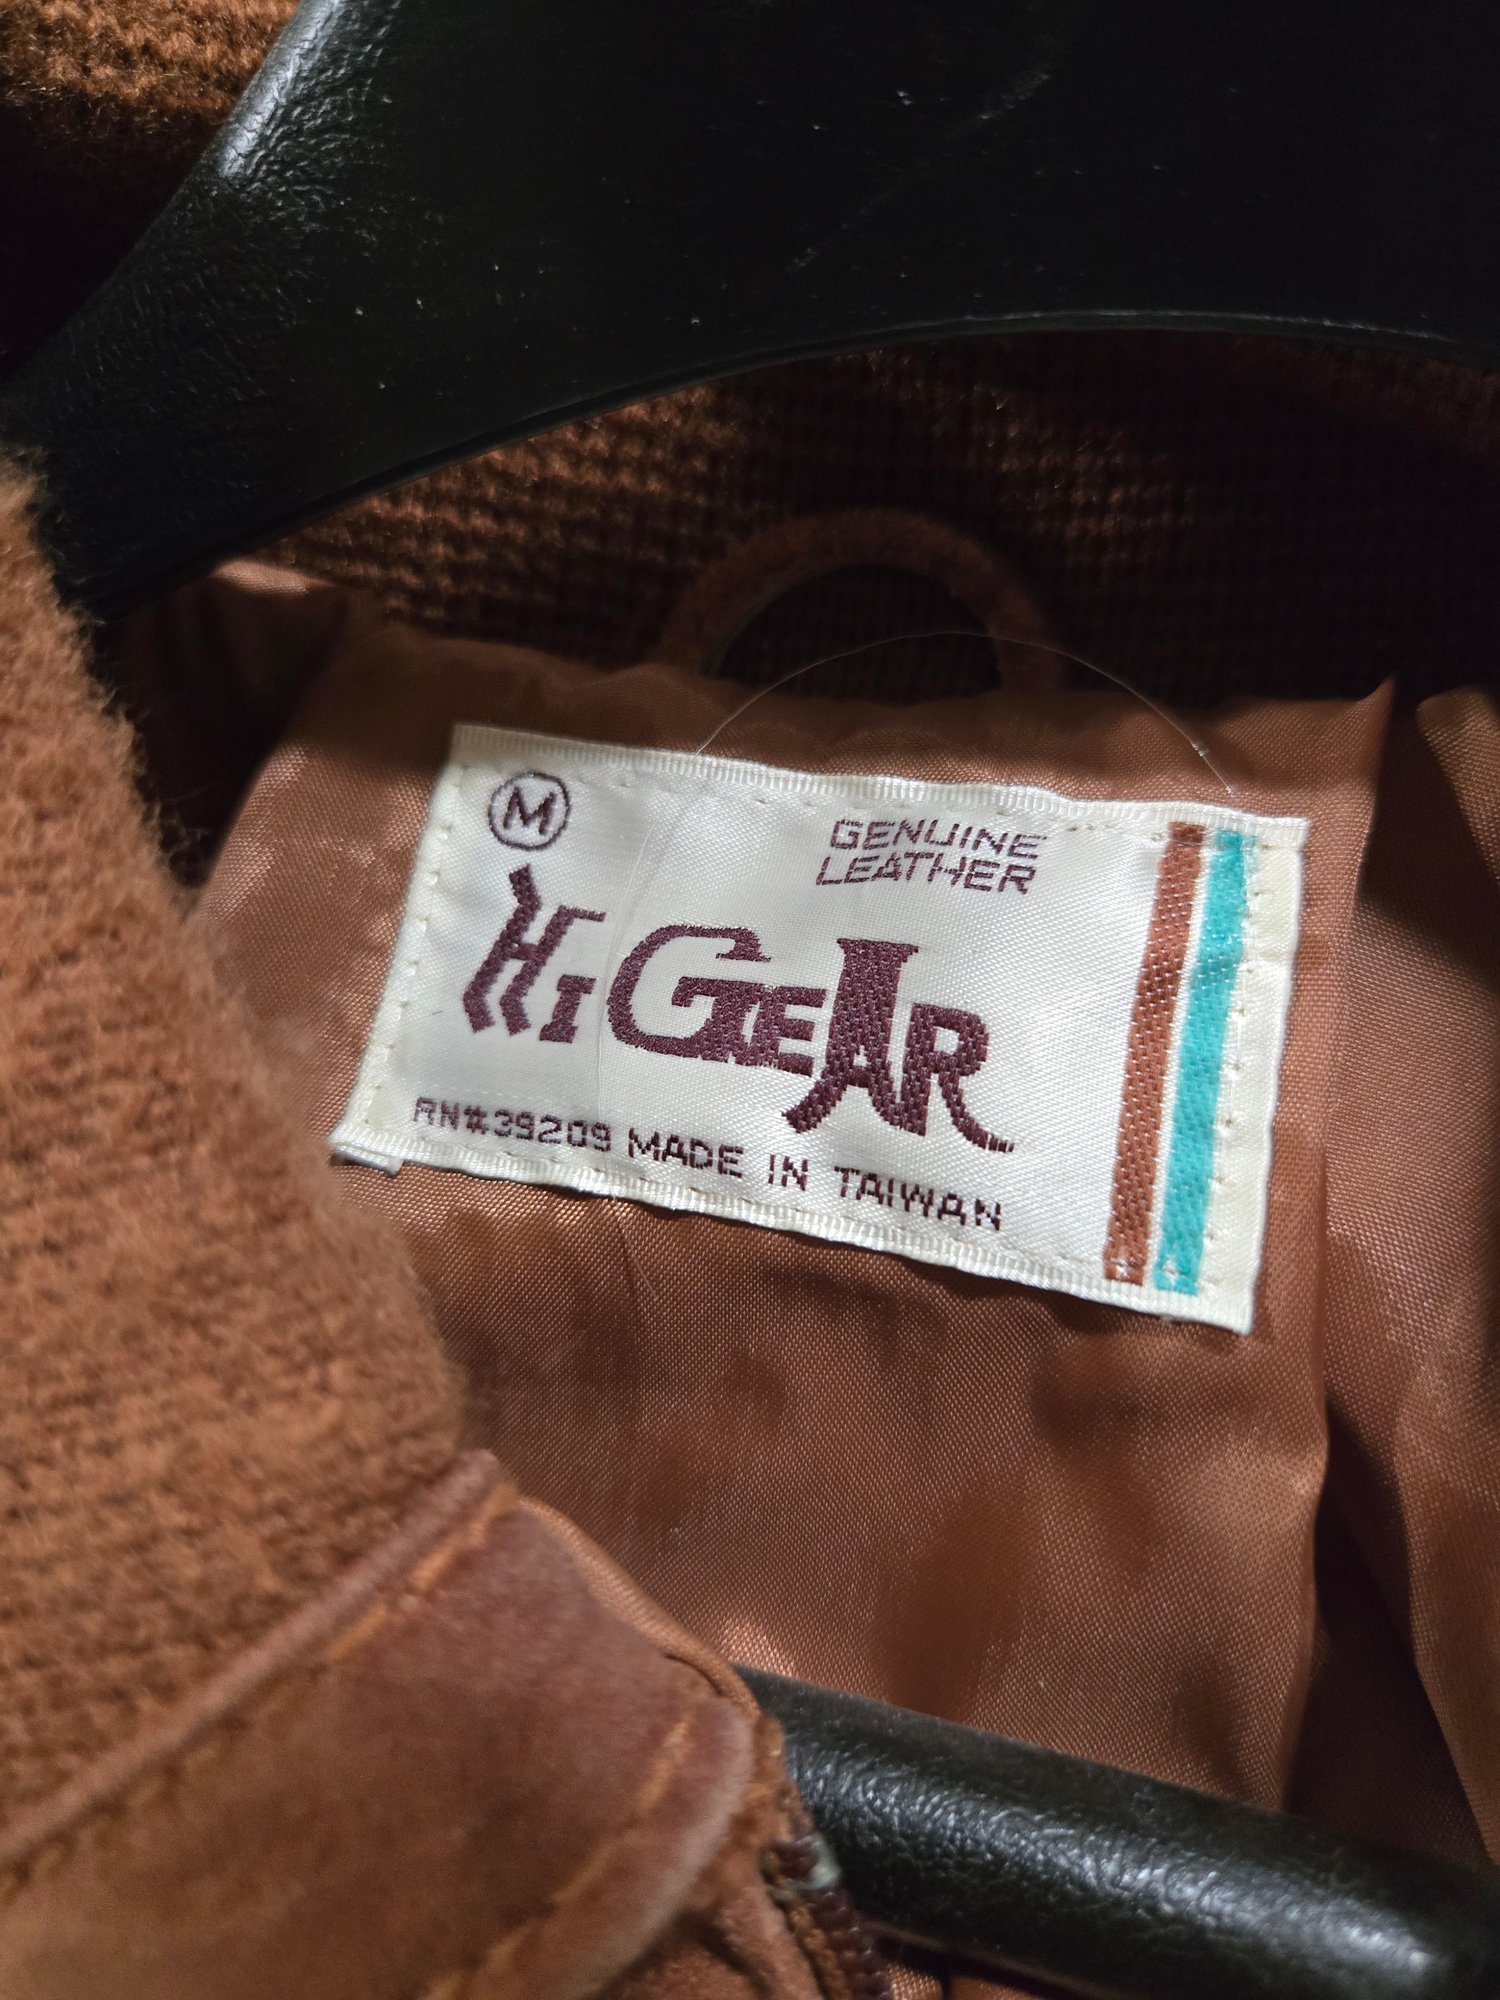 M
GENUINE
LEATHER
HI GEAR
RN#39209 MADE IN TAIWAN